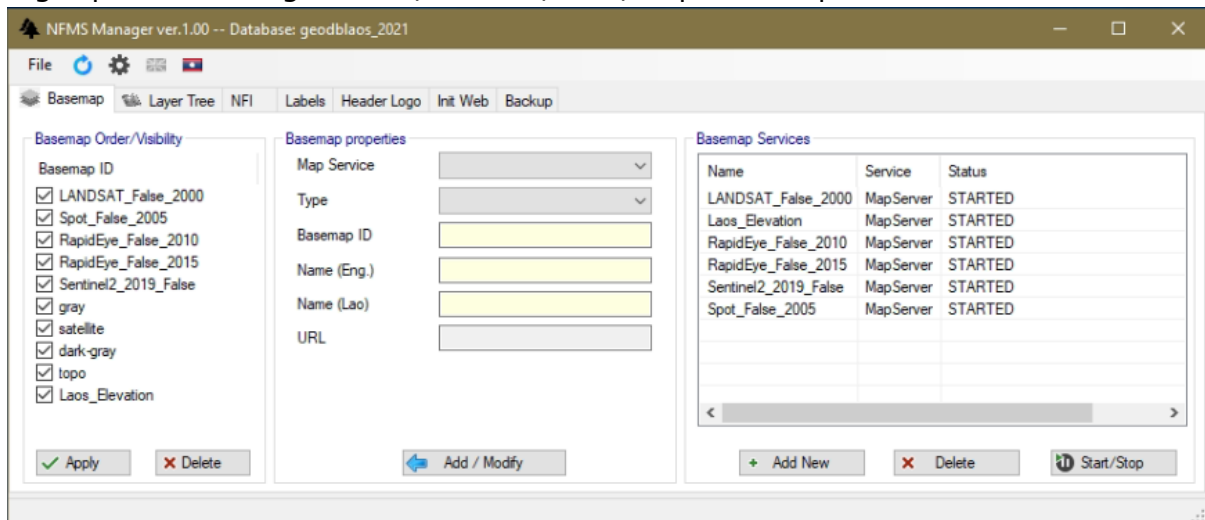 NFMS Manager ver.1.00 -- Database: geodblaos_2021
File
Basemap Layer Tree NFI Labels Header Logo Init Web Backup
Basemap Order/Visibility
Basemap ID
LANDSAT_False_2000
Spot_False_2005
RapidEye_False_2010
RapidEye_False_2015
Sentinel2_2019_False
gray
satellite
dark-gray
topo
Laos_Elevation
Apply Delete
Basemap properties
Map Service
Type
Basemap ID
Name (Eng.)
Name (Lao)
URL
Add / Modify
Basemap Services
Name Service Status
LANDSAT_False_2000 MapServer STARTED
Laos_Elevation MapServer STARTED
RapidEye_False_2010 MapServer STARTED
RapidEye_False_2015 MapServer STARTED
Sentinel2_2019_False MapServer STARTED
Spot_False_2005 MapServer STARTED
Add New Delete Start/Stop